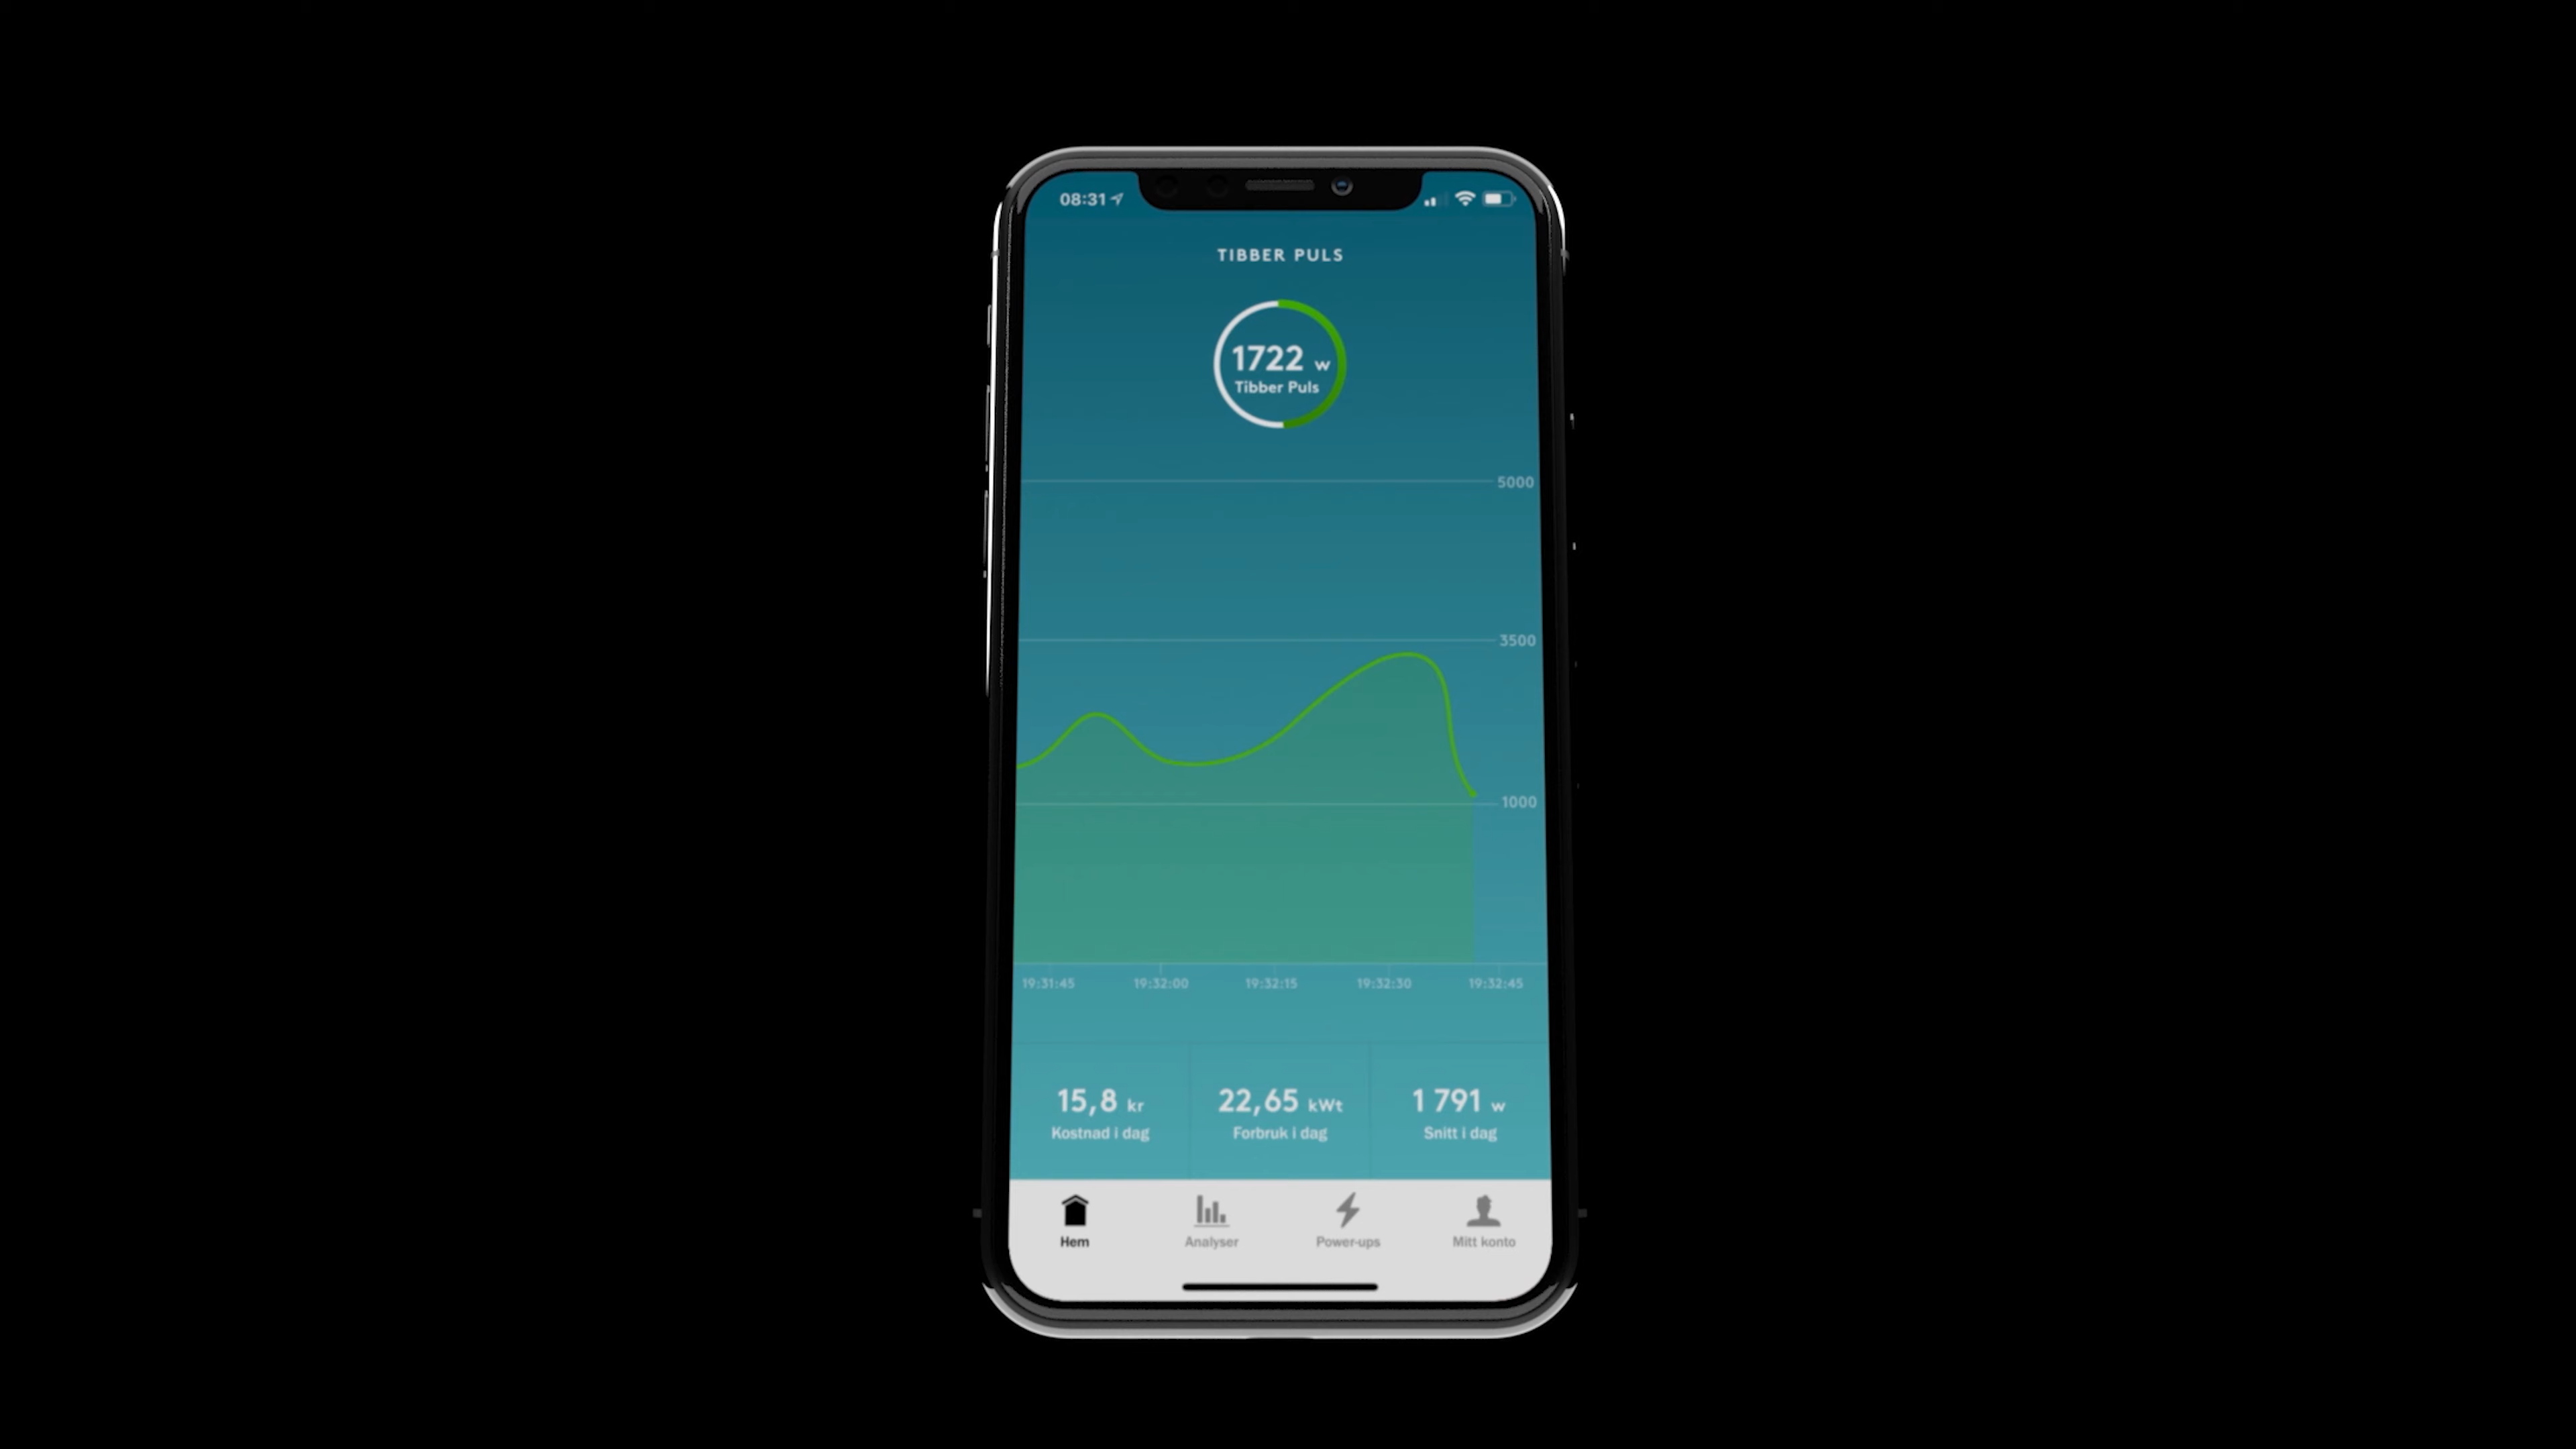 08:31
TIBBER PULS
1722 w
Tibber Puls
5000
3500
1000
19:31:45 19:32:00 19:32:15 19:32:30 19:32:45
15,8 kr 22,65 kWt 1 791 w
Kostnad i dag Forbruk i dag Snitt i dag
Hem Analyser Power-ups Mitt konto